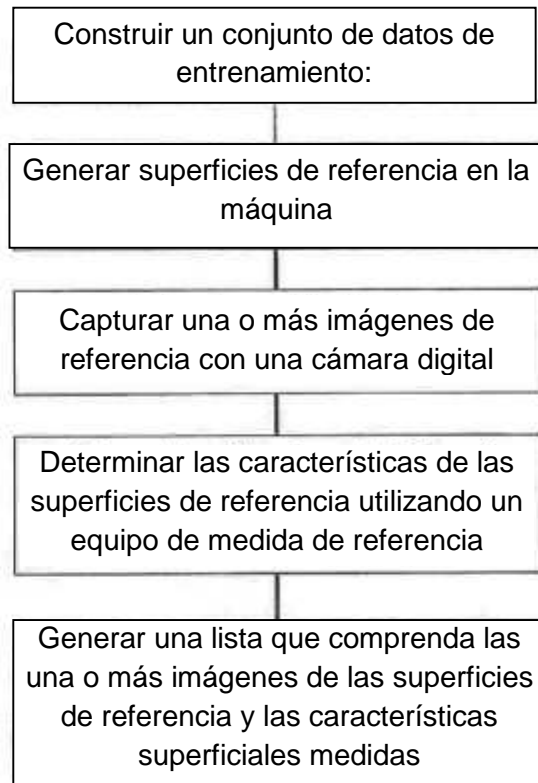 Construir un conjunto de datos de
entrenamiento:
Generar superficies de referencia en la
máquina
Capturar una o más imágenes de
referencia con una cámara digital
Determinar las características de las
superficies de referencia utilizando un
equipo de medida de referencia
Generar una lista que comprenda las
una o más imágenes de las superficies
de referencia y las características
superficiales medidas